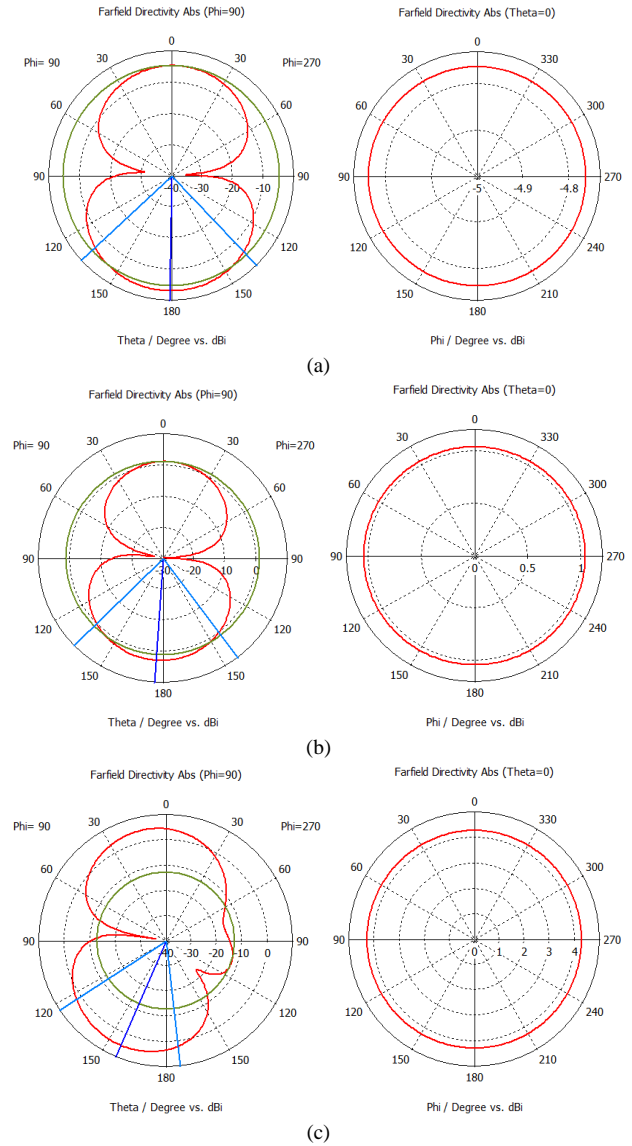 Farfield Directivity Abs (Phi=90)
0
Phi= 90 30 30 Phi=270
60 60
90 -40 -30 -20 -10 90
120 120
150 150
180
Theta / Degree vs. dBi
Farfield Directivity Abs (Theta=0)
0
30 330
60 300
90 -5 -4.9 -4.8 270
120 240
150 210
180
Phi / Degree vs. dBi
(a)
Farfield Directivity Abs (Phi=90)
0
Phi= 90 30 30 Phi=270
60 60
90 -30 -20 -10 0 90
120 120
150 150
180
Theta / Degree vs. dBi
Farfield Directivity Abs (Theta=0)
0
30 330
60 300
90 0 0.5 1 270
120 240
150 210
180
Phi / Degree vs. dBi
(b)
Farfield Directivity Abs (Phi=90)
0
Phi= 90 30 30 Phi=270
60 60
90 -40 -30 -20 -10 0 90
120 120
150 150
180
Theta / Degree vs. dBi
Farfield Directivity Abs (Theta=0)
0
30 330
60 300
90 0 1 2 3 4 270
120 240
150 210
180
Phi / Degree vs. dBi
(c)